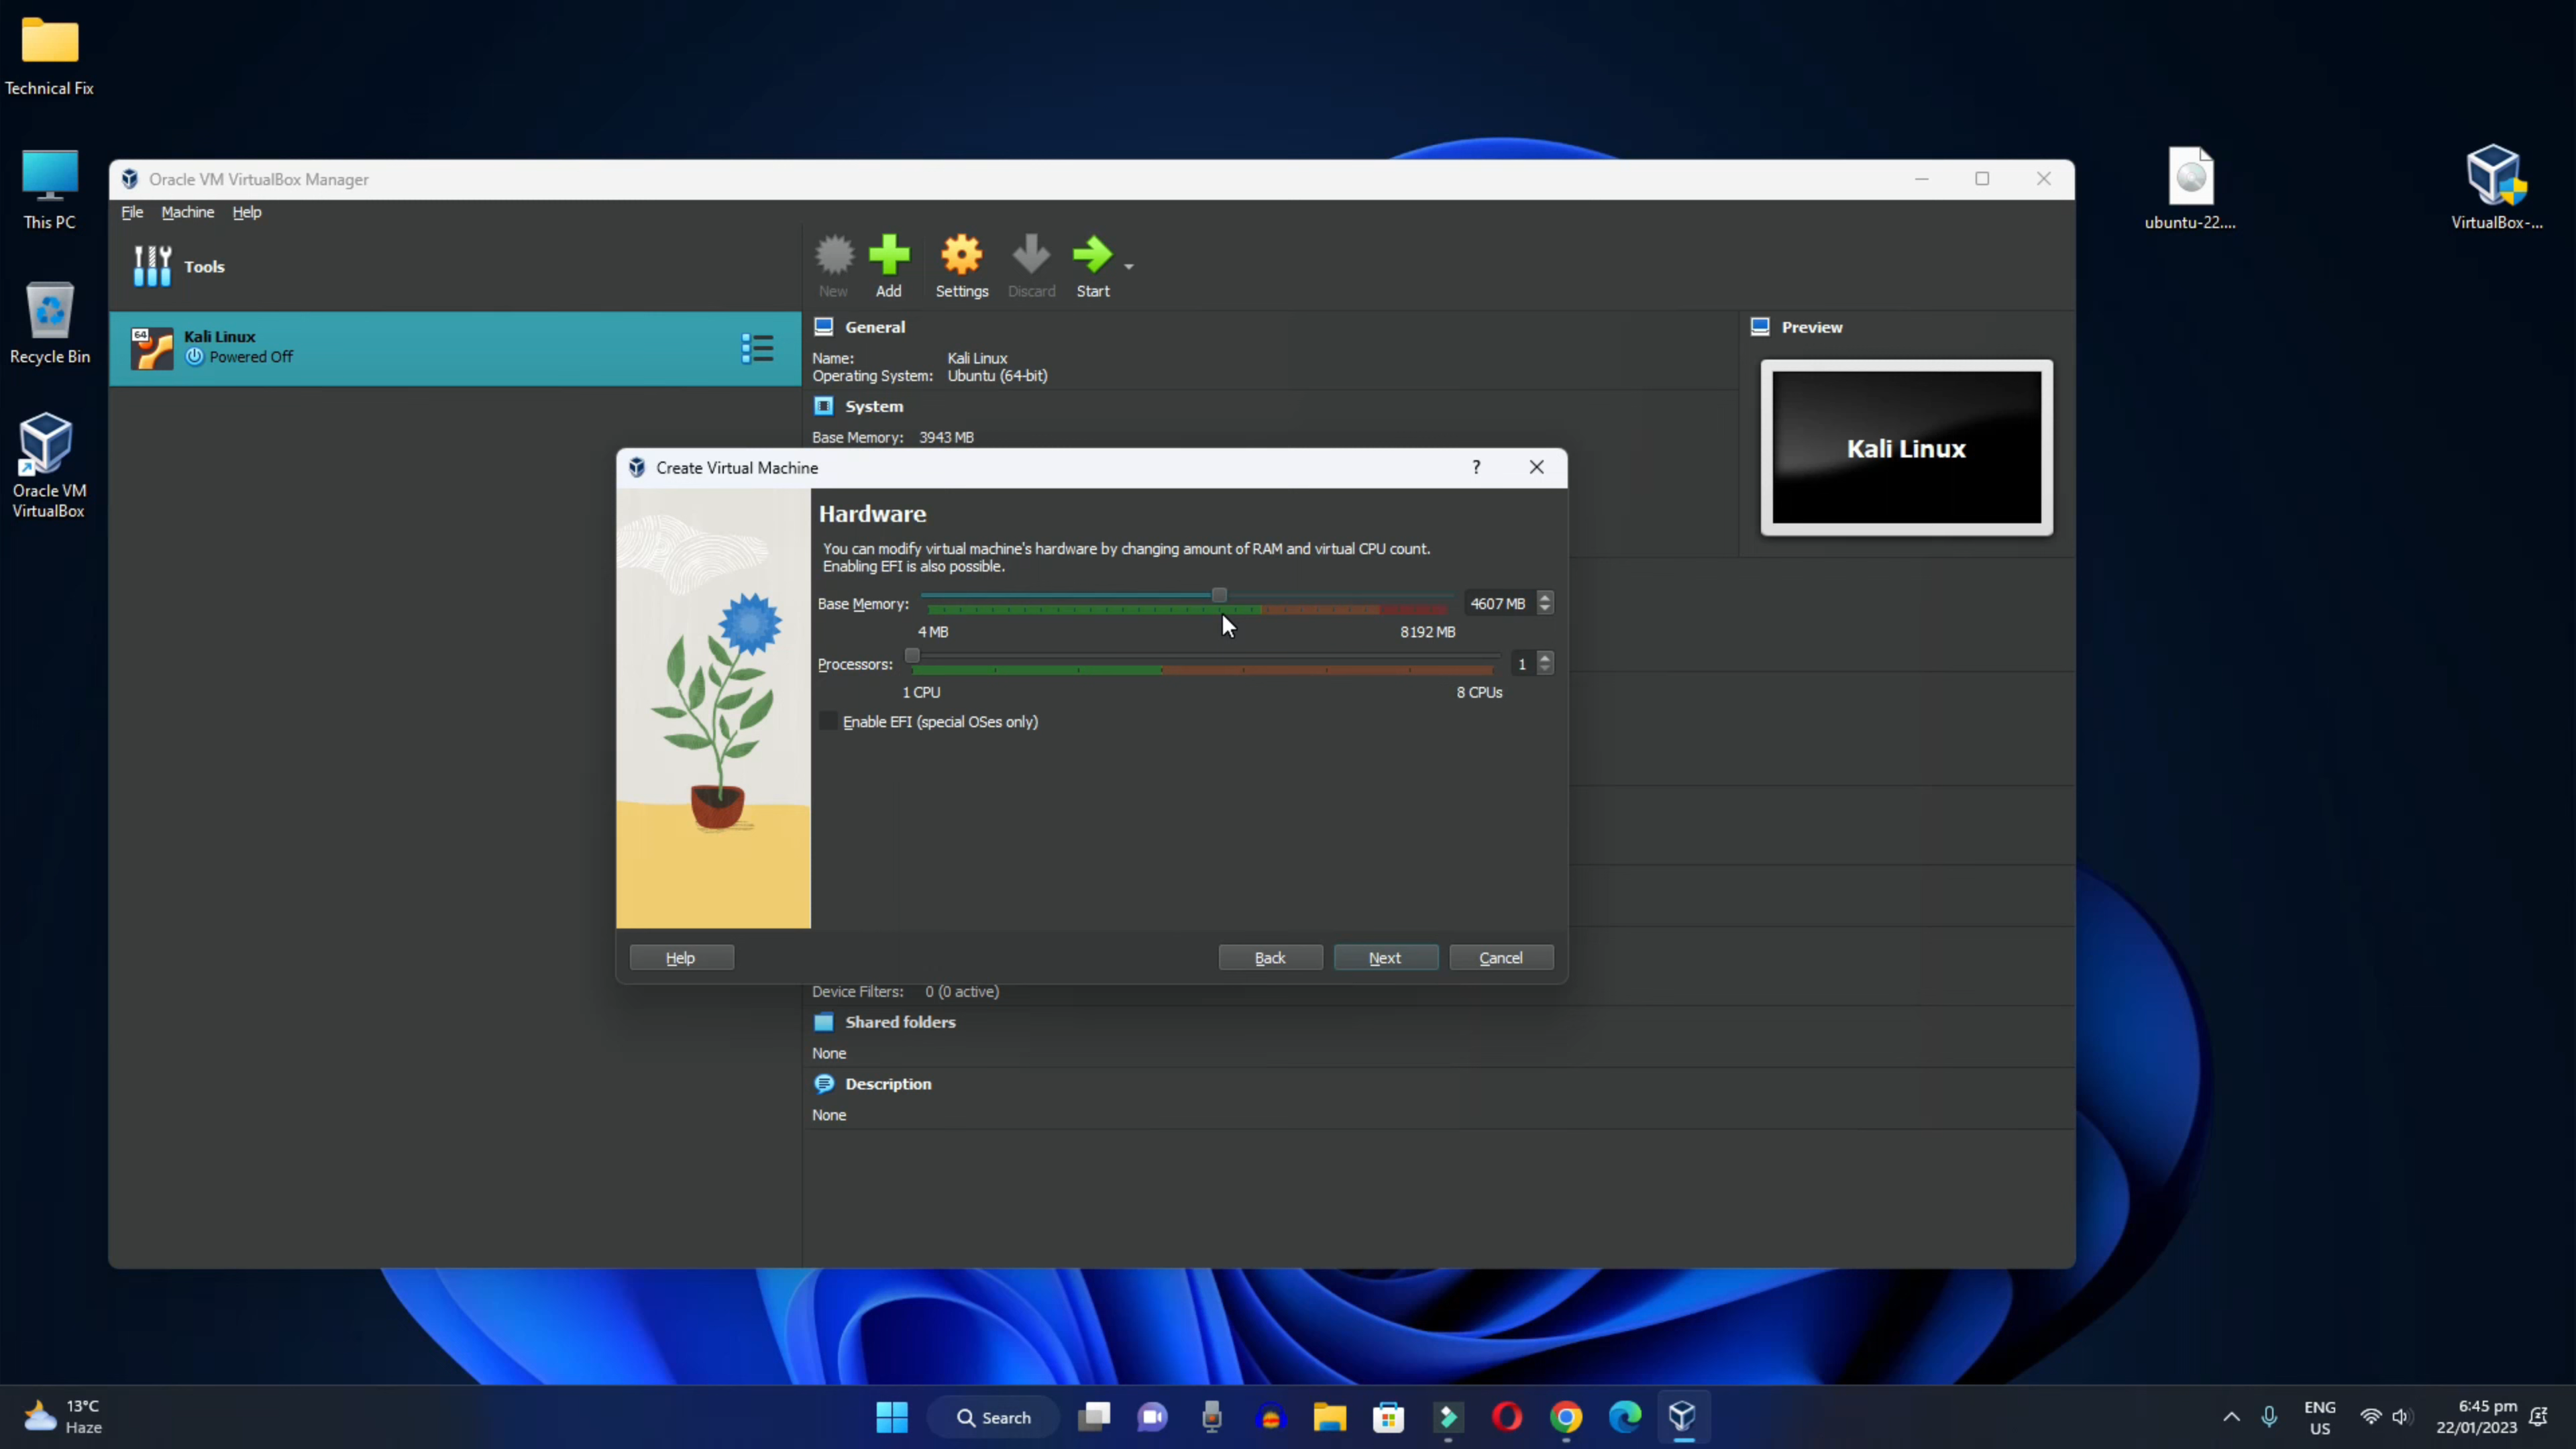 Technical Fix
This PC
Recycle Bin
Oracle VM
VirtualBox
ubuntu-22....
VirtualBox-...
Oracle VM VirtualBox Manager
File Machine Help
Tools
New Add Settings Discard Start
64
Kali Linux
Powered Off
General
Name: Kali Linux
Operating System: Ubuntu (64-bit)
System
Base Memory: 3943 MB
Preview
Kali Linux
Create Virtual Machine
?
Hardware
You can modify virtual machine's hardware by changing amount of RAM and virtual CPU count.
Enabling EFI is also possible.
Base Memory: 4607 MB
4 MB 8192 MB
Processors: 1
1 CPU 8 CPUs
Enable EFI (special OSes only)
Help Back Next Cancel
Device Filters: 0 (0 active)
Shared folders
None
Description
None
13°C
Haze
Search
ENG
US
6:45 pm
22/01/2023